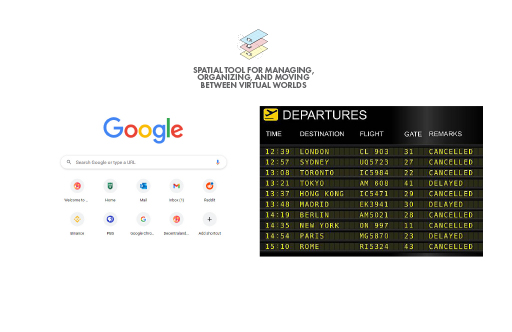 SPATIAL TOOL FOR MANAGING,
ORGANIZING, AND MOVING
BETWEEN VIRTUAL WORLDS
Google
Search Google or type a URL
Welcome to ...
Home
Mail
Inbox (1)
Reddit
Binance
PBS
Google Chro...
Decentraland...
Add shortcut
DEPARTURES
TIME DESTINATION FLIGHT GATE REMARKS
12:39 LONDON CL 903 31 CANCELLED
12:57 SYDNEY UQ5723 27 CANCELLED
13:08 TORONTO IC5984 22 CANCELLED
13:21 TOKYO AM 608 41 DELAYED
13:37 HONG KONG IC5471 29 CANCELLED
13:48 MADRID EK3941 30 DELAYED
14:19 BERLIN AM5021 28 CANCELLED
14:35 NEW YORK ON 997 11 CANCELLED
14:54 PARIS MG5870 23 DELAYED
15:10 ROME RI5324 43 CANCELLED